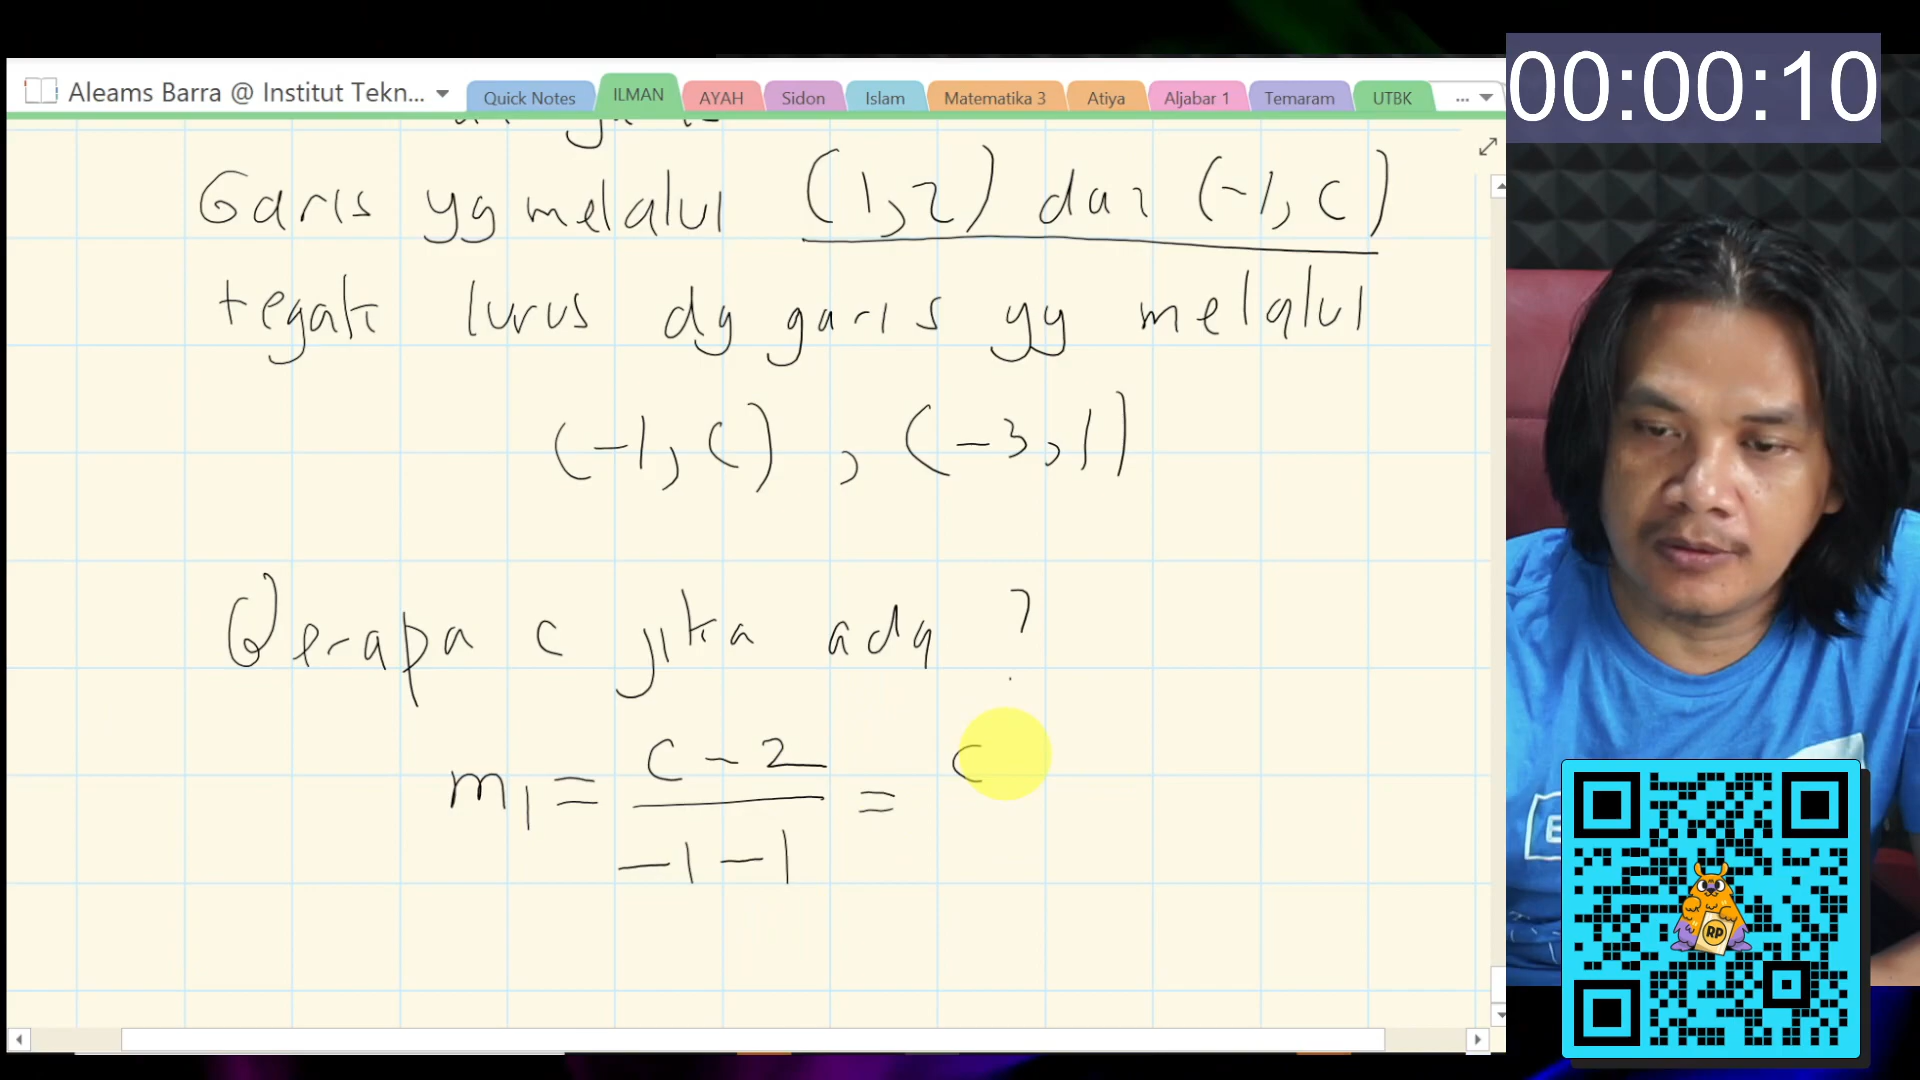 00:00:10
Aleams Barra @ Institut Tekn...
Quick Notes ILMAN AYAH Sidon Islam Matematika 3 Atiya Aljabar 1 Temaram UTBK ...
Garis yg melalui (1,2) dan (-1, c)
tegak lurus dg garis yg melalui
(-1, c) , (-3, 1)
Berapa c jika ada ?
m1 = c - 2 / -1 - 1 = c
E
RP